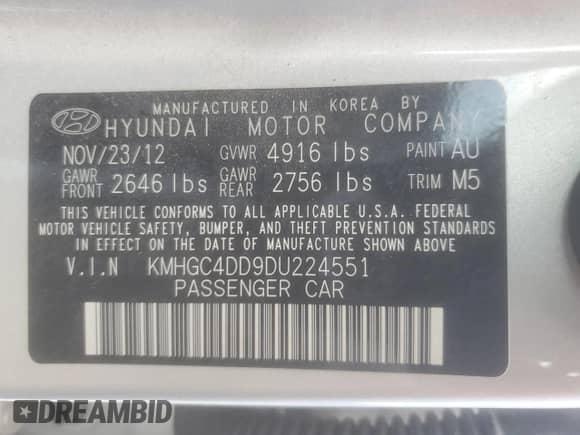 MANUFACTURED IN KOREA BY
HYUNDAI MOTOR COMPANY
NOV/23/12 GVWR 4916 lbs PAINT AU
GAWR FRONT 2646 lbs GAWR REAR 2756 lbs TRIM M5
THIS VEHICLE CONFORMS TO ALL APPLICABLE U.S.A. FEDERAL
MOTOR VEHICLE SAFETY, BUMPER, AND THEFT PREVENTION STANDARDS
IN EFFECT ON THE DATE OF MANUFACTURE SHOWN ABOVE
V.I.N KMHGC4DD9DU224551
PASSENGER CAR
DREAMBID